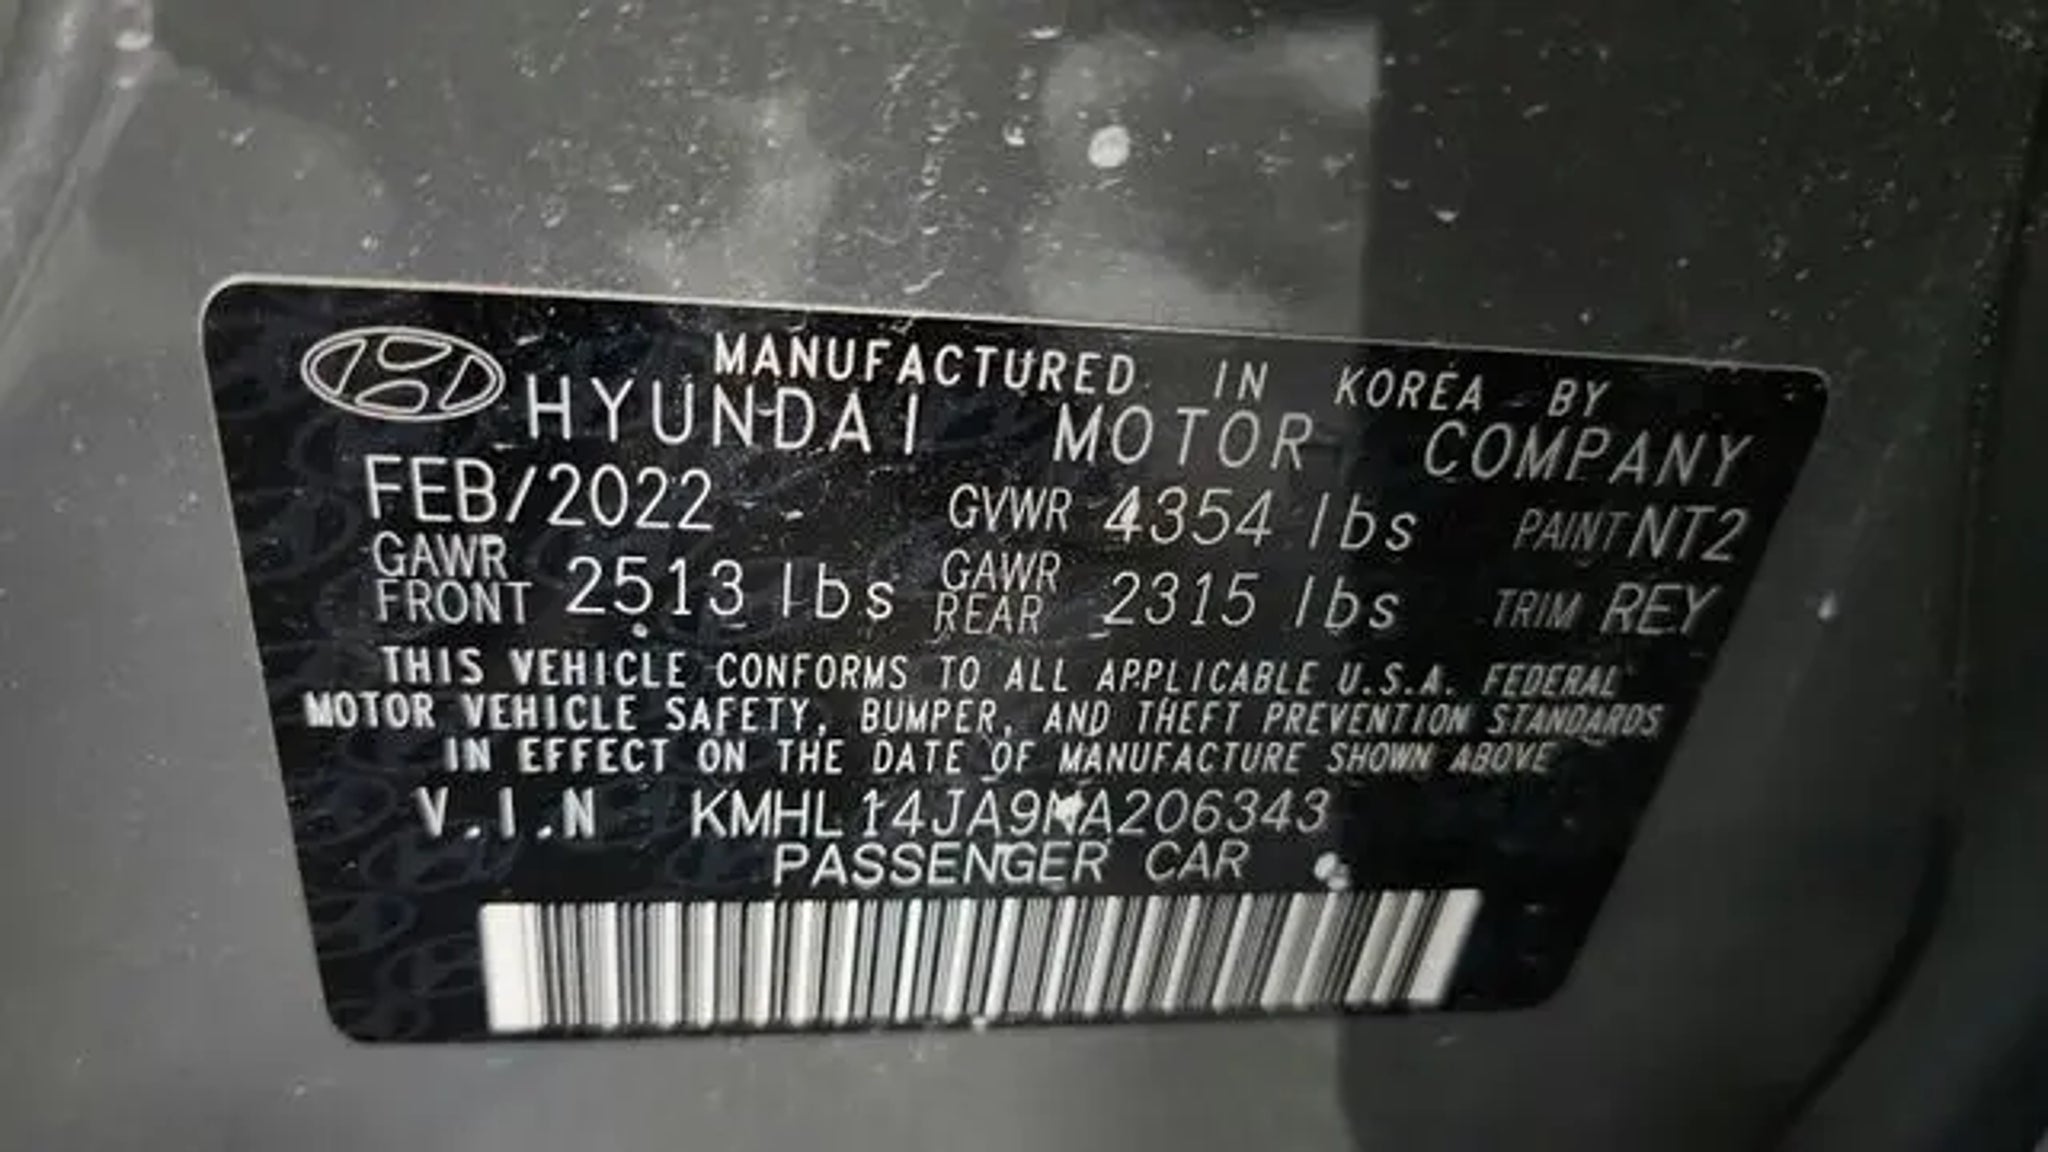 MANUFACTURED IN KOREA BY
HYUNDAI MOTOR COMPANY
FEB/2022 GVWR 4354 lbs PAINT NT2
GAWR FRONT 2513 lbs GAWR REAR 2315 lbs TRIM REY
THIS VEHICLE CONFORMS TO ALL APPLICABLE U.S.A. FEDERAL
MOTOR VEHICLE SAFETY, BUMPER, AND THEFT PREVENTION STANDARDS
IN EFFECT ON THE DATE OF MANUFACTURE SHOWN ABOVE
V.I.N KMHL14JA9NA206343
PASSENGER CAR